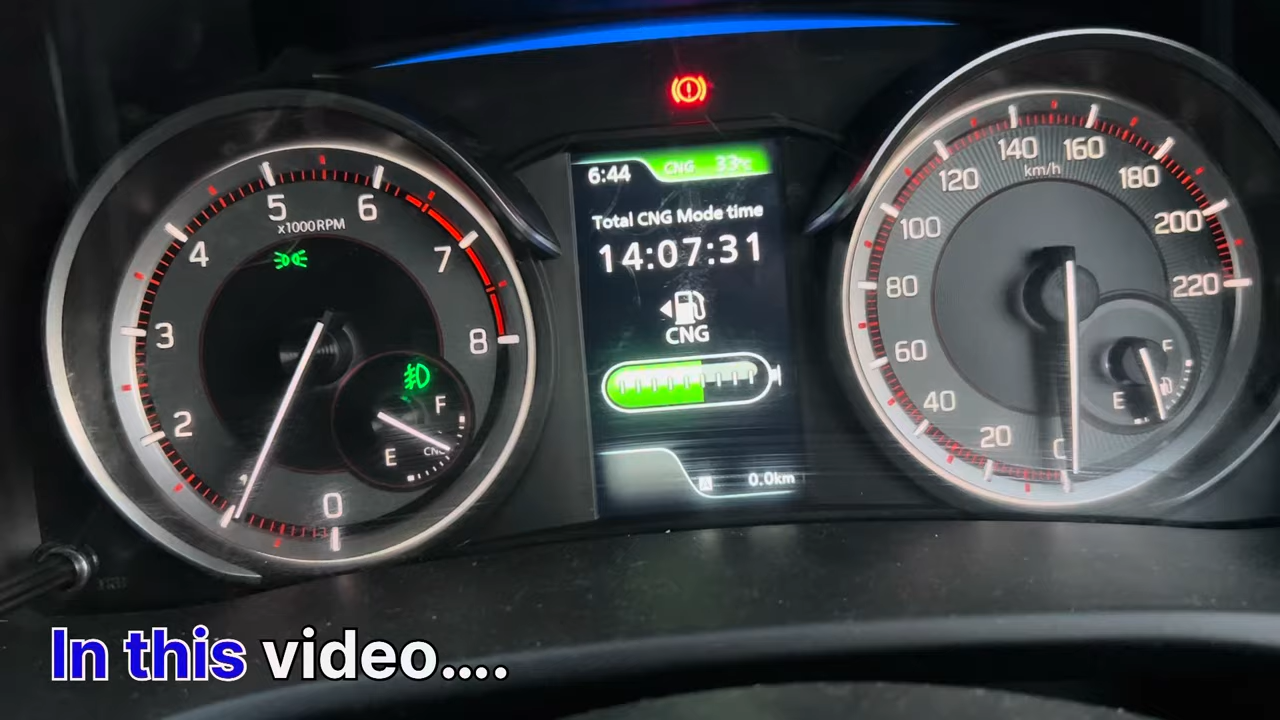 6:44
CNG 33°C
Total CNG Mode time
14:07:31
CNG
A 0.0km
0
1
2
3
4
5
6
7
8
x1000RPM
F
E
CNG
0
20
40
60
80
100
120
140
160
180
200
220
km/h
F
E
In this video....